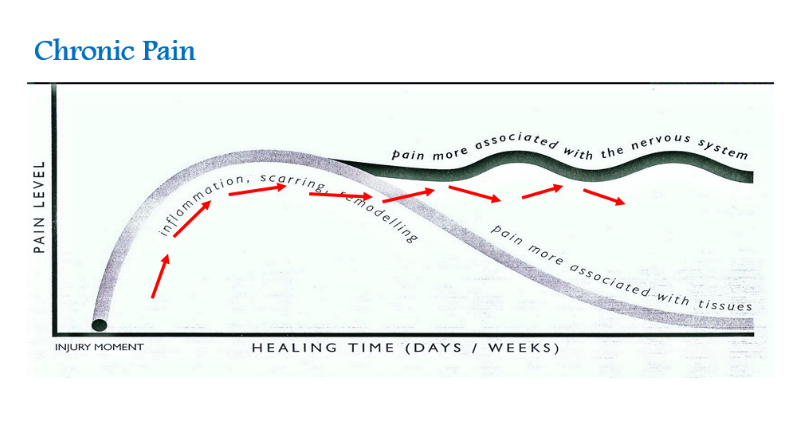 Chronic Pain
pain more associated with the nervous system
inflammation, scarring, remodelling
PAIN LEVEL
pain more associated with tissues
INJURY MOMENT
HEALING TIME (DAYS / WEEKS)